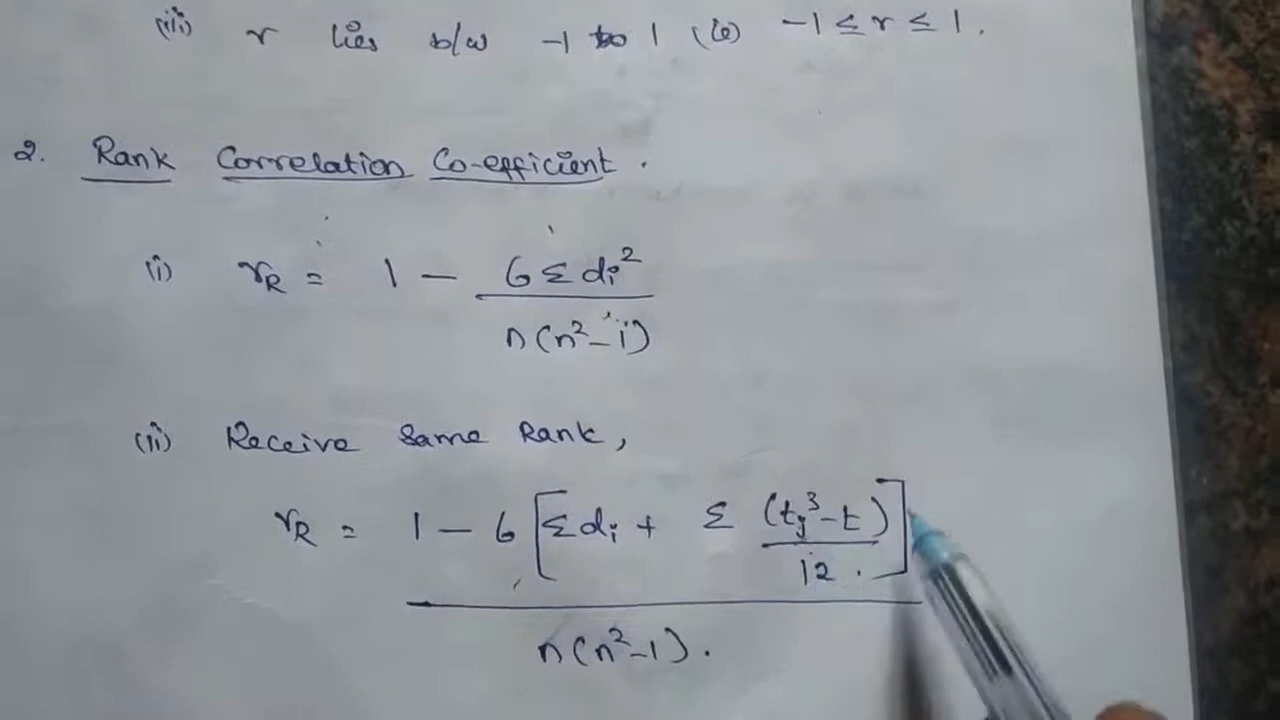 (iii) r lies b/w -1 to 1 (ie) -1 ≤ r ≤ 1.
2. Rank Correlation Co-efficient.
(i) r_R = 1 - 6Σdi² / n(n²-1)
(ii) Receive Same Rank,
r_R = 1 - 6[Σdi + Σ (tj³-t)/12.] / n(n²-1).